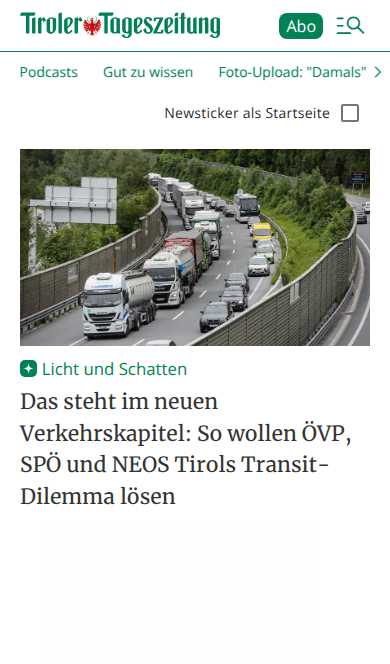 Tiroler Tageszeitung
Abo
Podcasts Gut zu wissen Foto-Upload: "Damals"
Newsticker als Startseite
Licht und Schatten
Das steht im neuen
Verkehrskapitel: So wollen ÖVP,
SPÖ und NEOS Tirols Transit-
Dilemma lösen